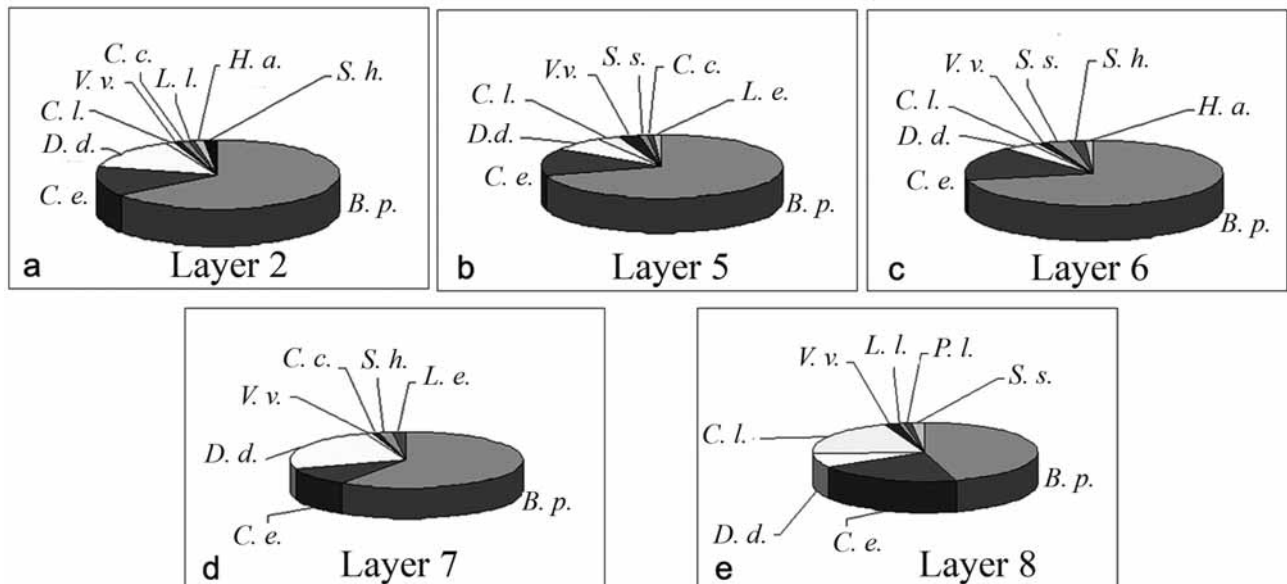 C. c.
H. a.
V. v.
L. l.
S. h.
C. l.
D. d.
C. e.
B. p.
a
Layer 2
V.v.
S. s.
C. c.
C. l.
L. e.
D.d.
C. e.
B. p.
b
Layer 5
V. v.
S. s.
S. h.
C. l.
H. a.
D. d.
C. e.
B. p.
c
Layer 6
C. c.
S. h.
L. e.
V. v.
D. d.
B. p.
C. e.
d
Layer 7
V. v.
L. l.
P. l.
S. s.
C. l.
B. p.
D. d.
C. e.
e
Layer 8